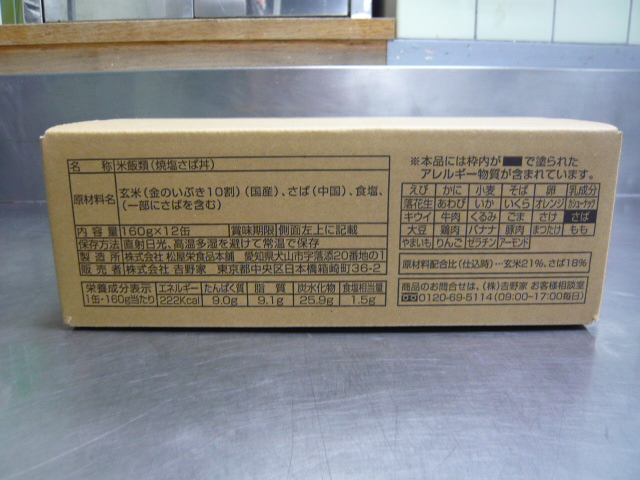 名 称 米飯類(焼塩さば丼)
原材料名 玄米(金のいぶき10割)(国産)、さば(中国)、食塩、
(一部にさばを含む)
内容量 160g×12缶 賞味期限 側面左上に記載
保存方法 直射日光、高温多湿を避けて常温で保存
製造所 株式会社 松屋栄食品本舗 愛知県犬山市字落添20番地の1
販売者 株式会社 吉野家 東京都中央区日本橋箱崎町36-2
栄養成分表示 エネルギー たんぱく質 脂質 炭水化物 食塩相当量
1缶・160g当たり 222Kcal 9.0g 9.1g 25.9g 1.5g
※本品には枠内が で塗られた
アレルギー物質が含まれています。
えび かに 小麦 そば 卵 乳成分
落花生 あわび いか いくら オレンジ カシューナッツ
キウイ 牛肉 くるみ ごま さけ さば
大豆 鶏肉 バナナ 豚肉 まつたけ もも
やまいも りんご ゼラチン アーモンド
原材料配合比(仕込時)…玄米21%、さば18%
商品のお問合せは、(株)吉野家 お客様相談室
0120-69-5114(09:00~17:00毎日)